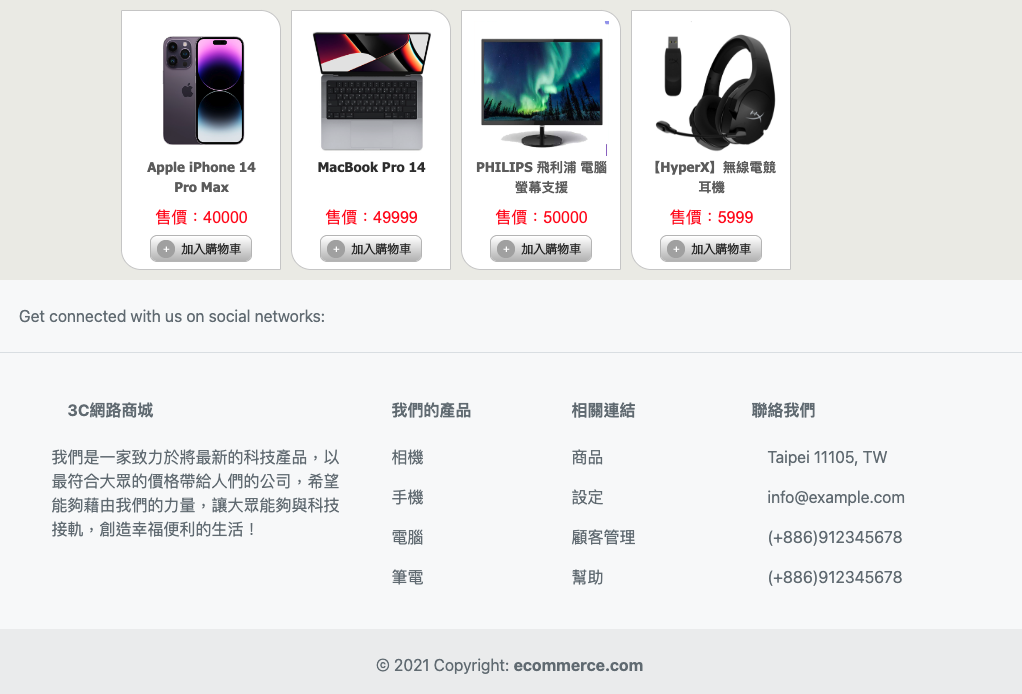 Apple iPhone 14
Pro Max
售價：40000
加入購物車
MacBook Pro 14
售價：49999
加入購物車
PHILIPS 飛利浦 電腦
螢幕支援
售價：50000
加入購物車
【HyperX】無線電競
耳機
售價：5999
加入購物車
Get connected with us on social networks:
3C網路商城
我們是一家致力於將最新的科技產品，以
最符合大眾的價格帶給人們的公司，希望
能夠藉由我們的力量，讓大眾能夠與科技
接軌，創造幸福便利的生活！
我們的產品
相機
手機
電腦
筆電
相關連結
商品
設定
顧客管理
幫助
聯絡我們
Taipei 11105, TW
info@example.com
(+886)912345678
(+886)912345678
© 2021 Copyright: ecommerce.com